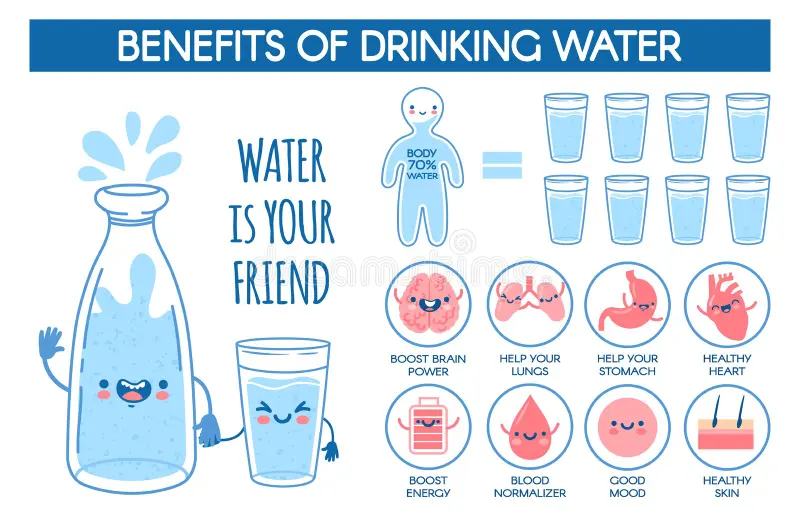 BENEFITS OF DRINKING WATER
WATER
IS YOUR
FRIEND
BODY
70%
WATER
BOOST BRAIN
POWER
HELP YOUR
LUNGS
HELP YOUR
STOMACH
HEALTHY
HEART
BOOST
ENERGY
BLOOD
NORMALIZER
GOOD
MOOD
HEALTHY
SKIN
dreamstime